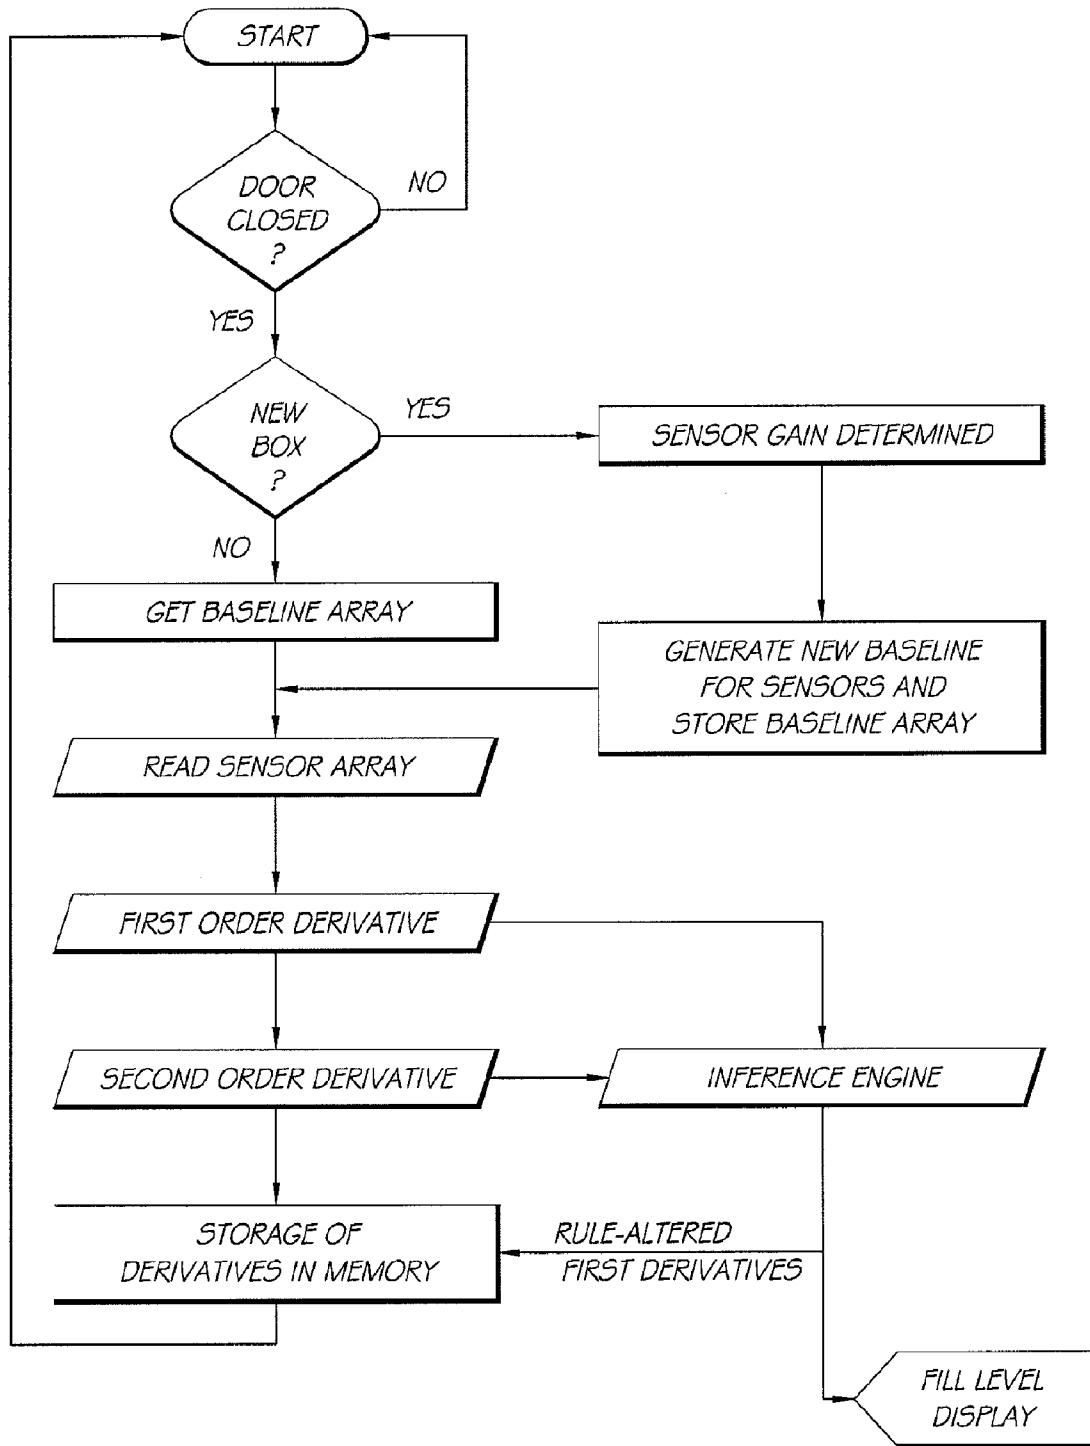 START
DOOR
CLOSED
?
NO
YES
NEW
BOX
?
YES
SENSOR GAIN DETERMINED
NO
GET BASELINE ARRAY
GENERATE NEW BASELINE
FOR SENSORS AND
STORE BASELINE ARRAY
READ SENSOR ARRAY
FIRST ORDER DERIVATIVE
SECOND ORDER DERIVATIVE
INFERENCE ENGINE
STORAGE OF
DERIVATIVES IN MEMORY
RULE-ALTERED
FIRST DERIVATIVES
FILL LEVEL
DISPLAY